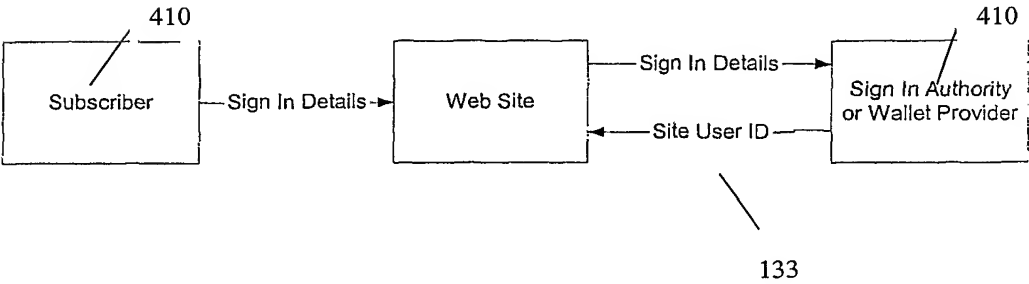 410
410
Subscriber
Sign In Details
Web Site
Sign In Details
Site User ID
Sign In Authority
or Wallet Provider
133